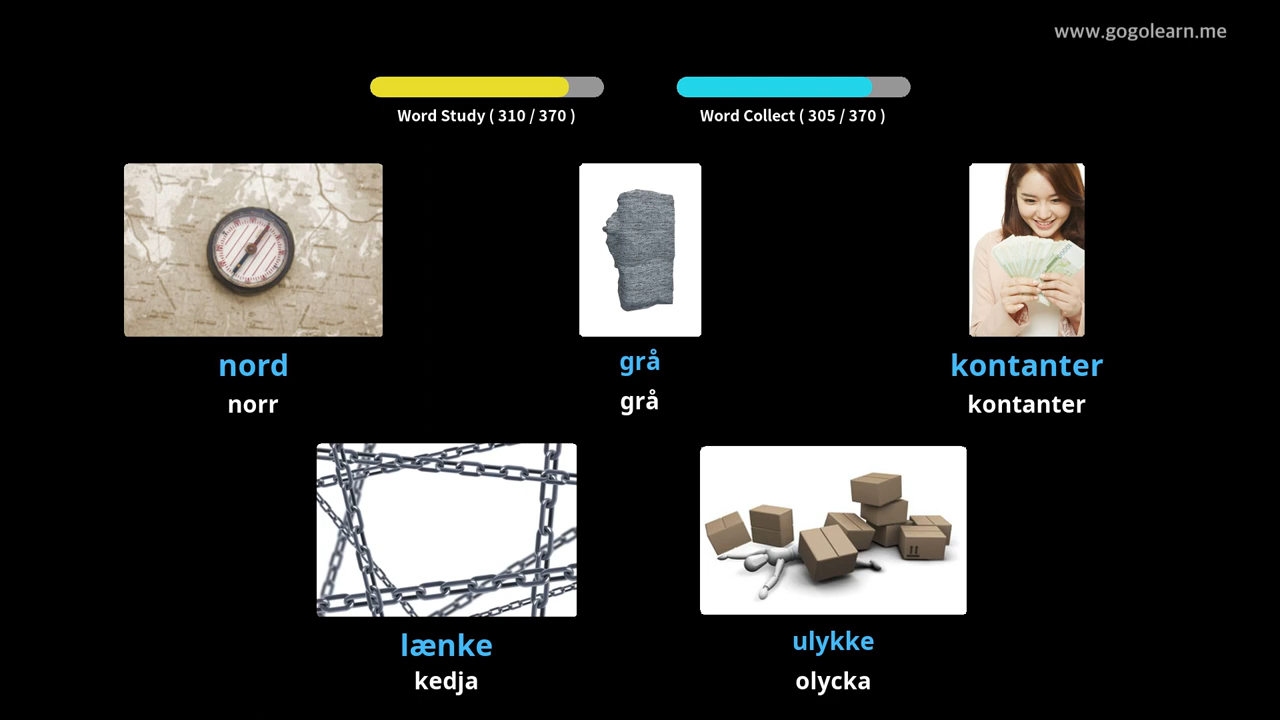 www.gogolearn.me
Word Study ( 310 / 370 )
Word Collect ( 305 / 370 )
nord
norr
grå
grå
kontanter
kontanter
lænke
kedja
ulykke
olycka